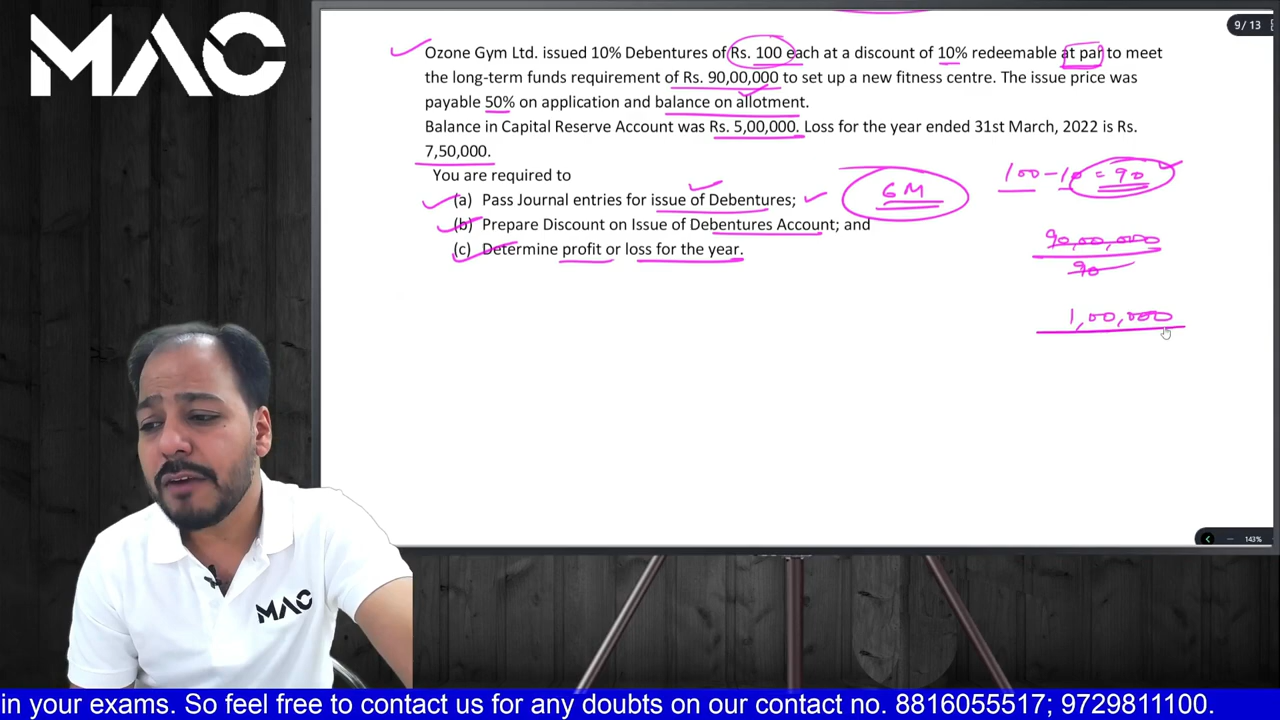 MAC
9/13
Ozone Gym Ltd. issued 10% Debentures of Rs. 100 each at a discount of 10% redeemable at par to meet
the long-term funds requirement of Rs. 90,00,000 to set up a new fitness centre. The issue price was
payable 50% on application and balance on allotment.
Balance in Capital Reserve Account was Rs. 5,00,000. Loss for the year ended 31st March, 2022 is Rs.
7,50,000.
You are required to
(a) Pass Journal entries for issue of Debentures;
(b) Prepare Discount on Issue of Debentures Account; and
(c) Determine profit or loss for the year.
6 M
100 - 10 = 90
90,00,000
90
1,00,000
143%
MAC
in your exams. So feel free to contact us for any doubts on our contact no. 8816055517; 9729811100.